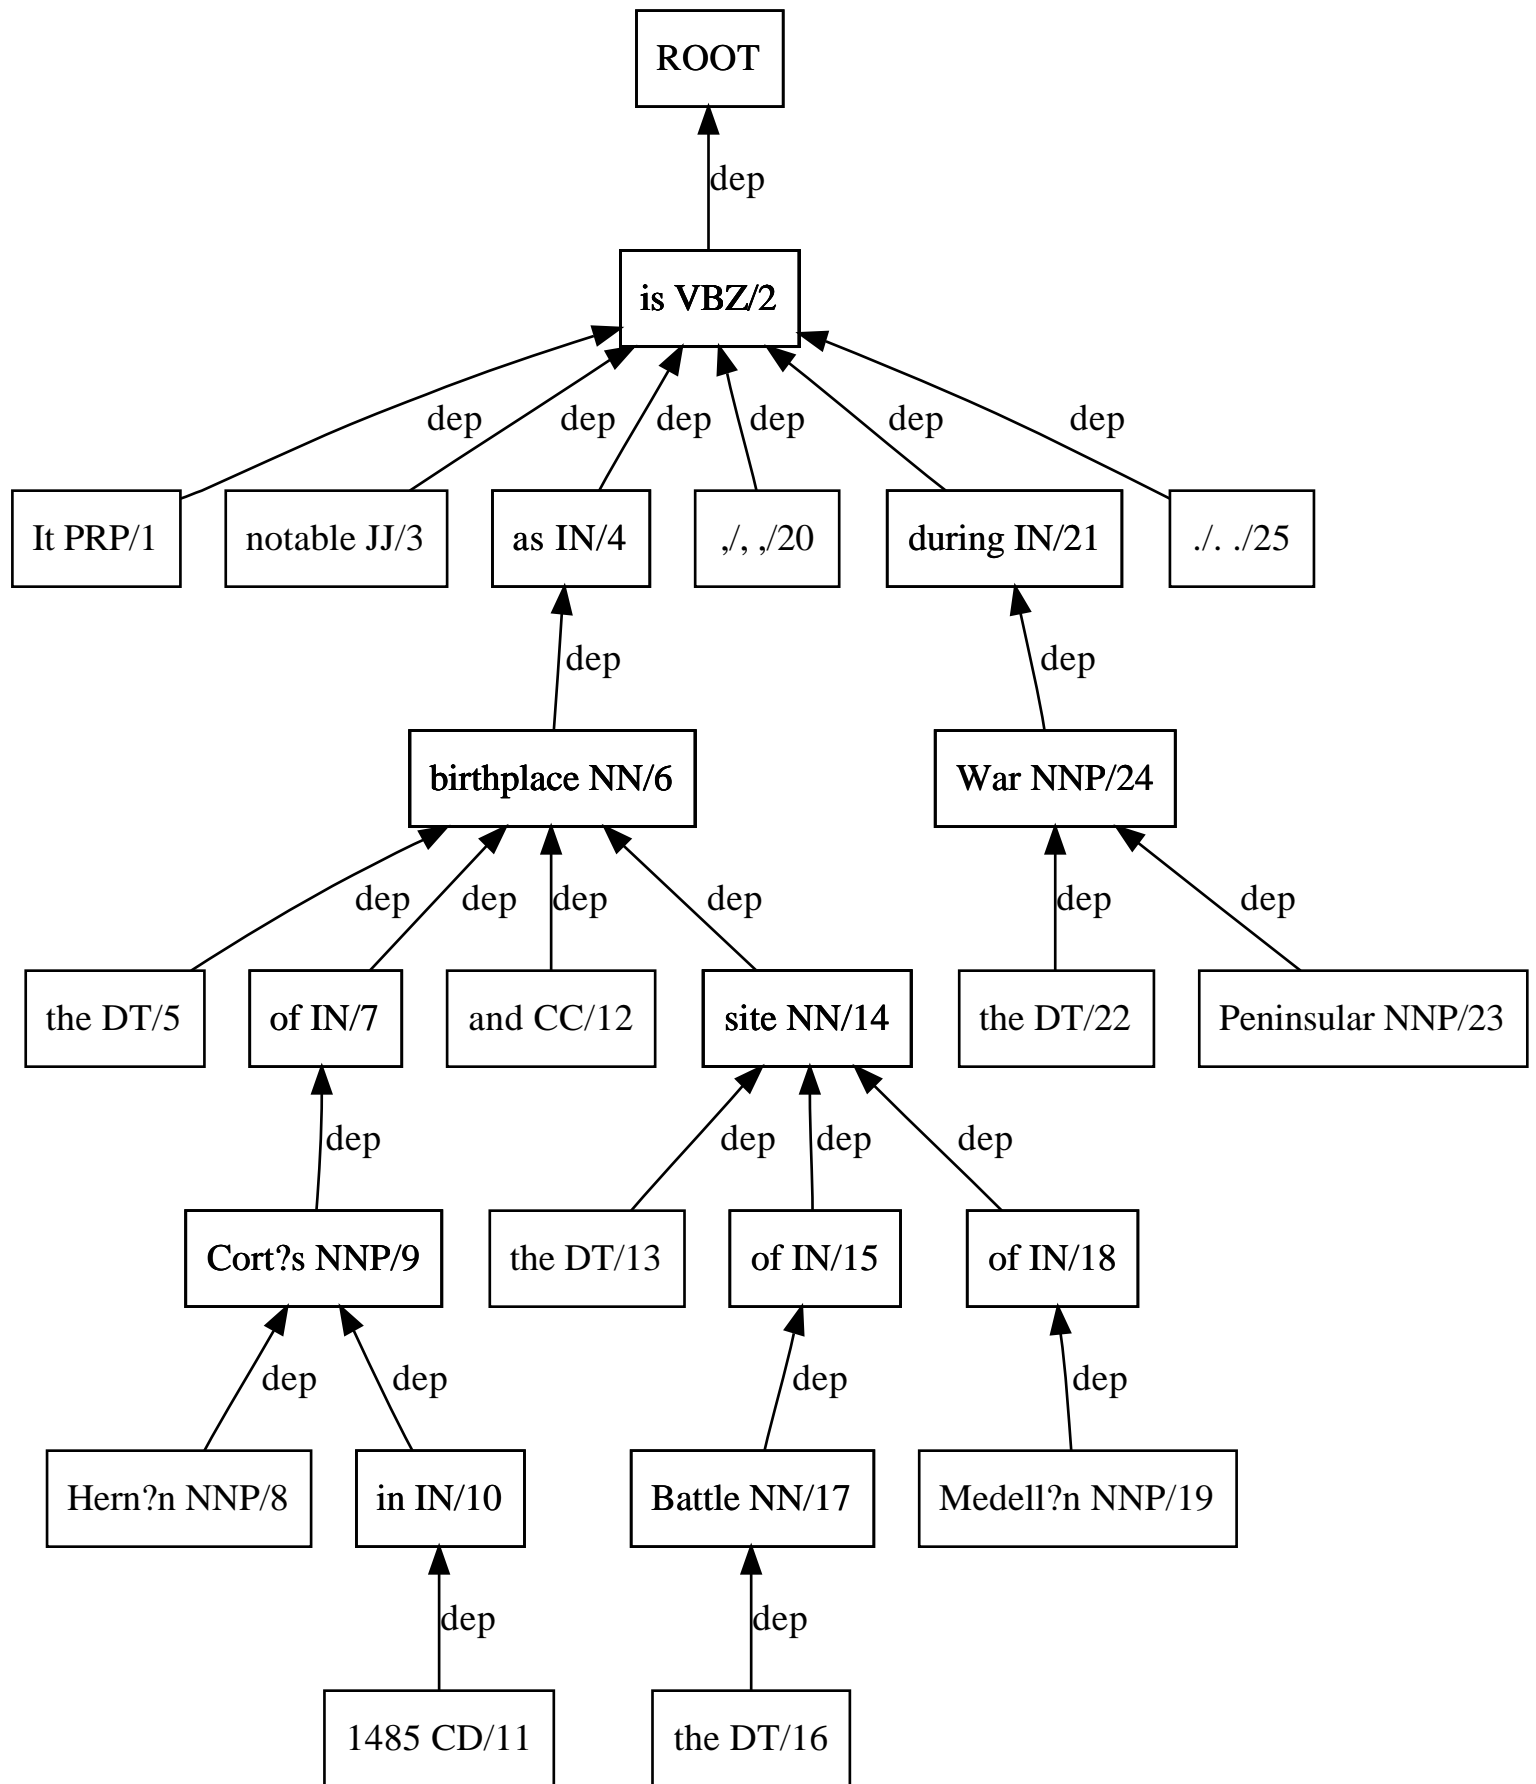 ROOT
dep
is VBZ/2
dep dep dep dep dep dep
It PRP/1 notable JJ/3 as IN/4 ,/, ,/20 during IN/21 ./. ./25
dep dep
birthplace NN/6 War NNP/24
dep dep dep dep dep dep
the DT/5 of IN/7 and CC/12 site NN/14 the DT/22 Peninsular NNP/23
dep dep dep dep
Cort?s NNP/9 the DT/13 of IN/15 of IN/18
dep dep dep dep
Hern?n NNP/8 in IN/10 Battle NN/17 Medell?n NNP/19
dep dep
1485 CD/11 the DT/16